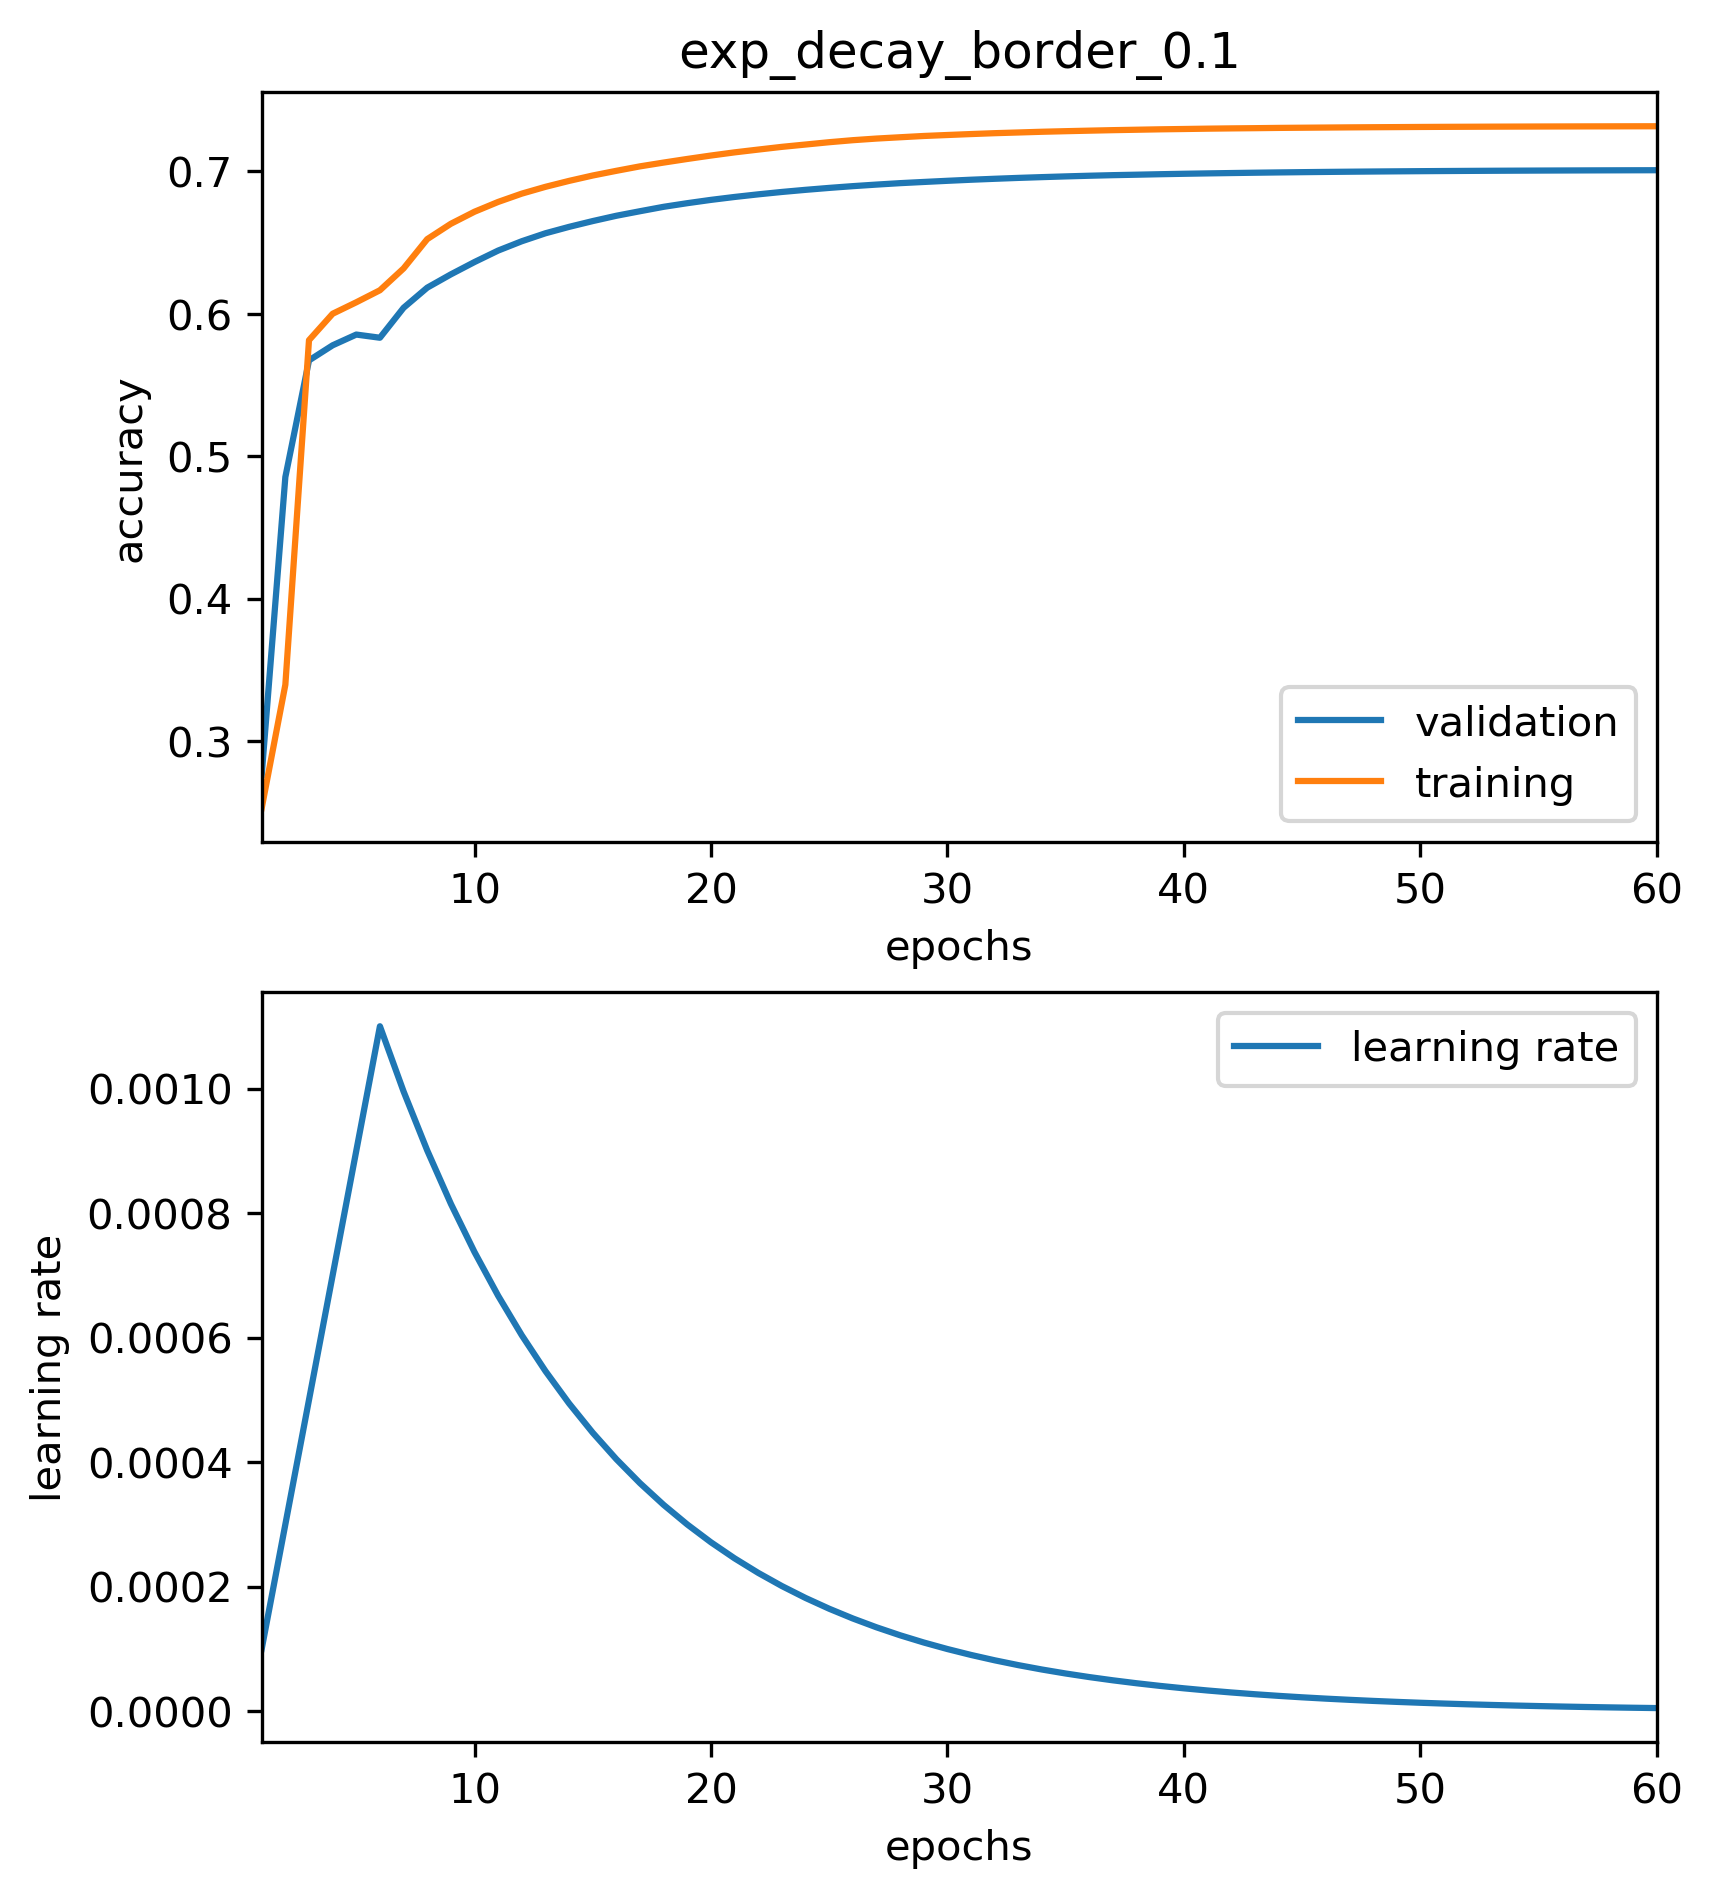 exp_decay_border_0.1
accuracy
0.7
0.6
0.5
0.4
0.3
validation
training
10 20 30 40 50 60
epochs
learning rate
learning rate
0.0010
0.0008
0.0006
0.0004
0.0002
0.0000
10 20 30 40 50 60
epochs